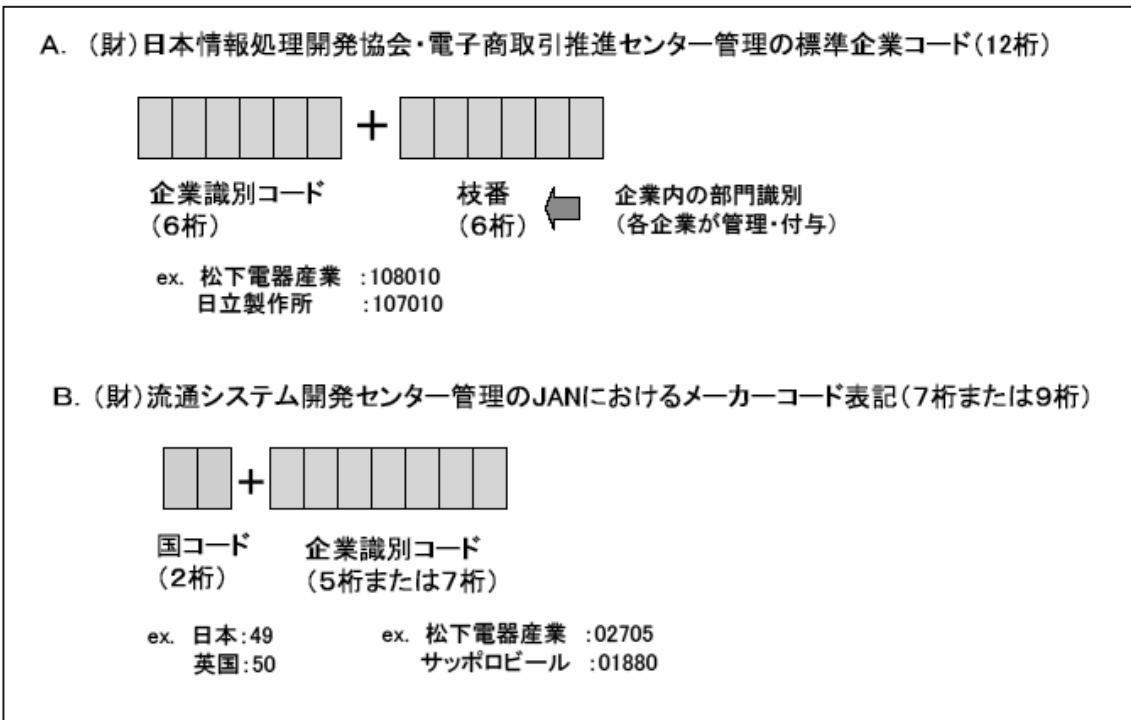 A. （財）日本情報処理開発協会・電子商取引推進センター管理の標準企業コード（12桁）
＋
企業識別コード
（6桁）
枝番
（6桁）
企業内の部門識別
（各企業が管理・付与）
ex. 松下電器産業 :108010
日立製作所 :107010
B. （財）流通システム開発センター管理のJANにおけるメーカーコード表記（7桁または9桁）
＋
国コード
（2桁）
企業識別コード
（5桁または7桁）
ex. 日本:49
英国:50
ex. 松下電器産業 :02705
サッポロビール :01880